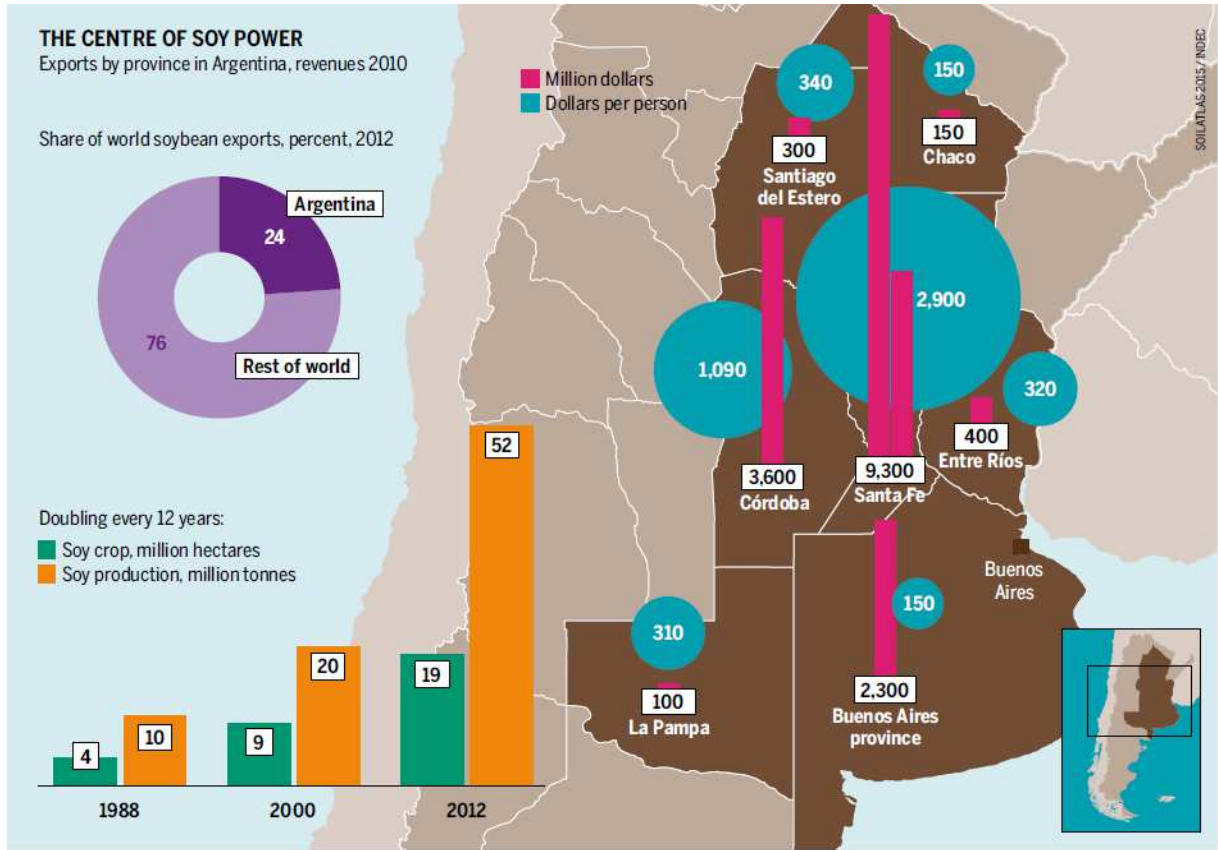 THE CENTRE OF SOY POWER
Exports by province in Argentina, revenues 2010
Million dollars
Dollars per person
Share of world soybean exports, percent, 2012
Argentina
24
76
Rest of world
Doubling every 12 years:
Soy crop, million hectares
Soy production, million tonnes
4
10
9
20
19
52
1988
2000
2012
340
300
Santiago
del Estero
150
150
Chaco
1,090
3,600
Córdoba
2,900
9,300
Santa Fe
320
400
Entre Ríos
310
100
La Pampa
150
2,300
Buenos Aires
province
Buenos
Aires
SOILATLAS 2015 / INDEC